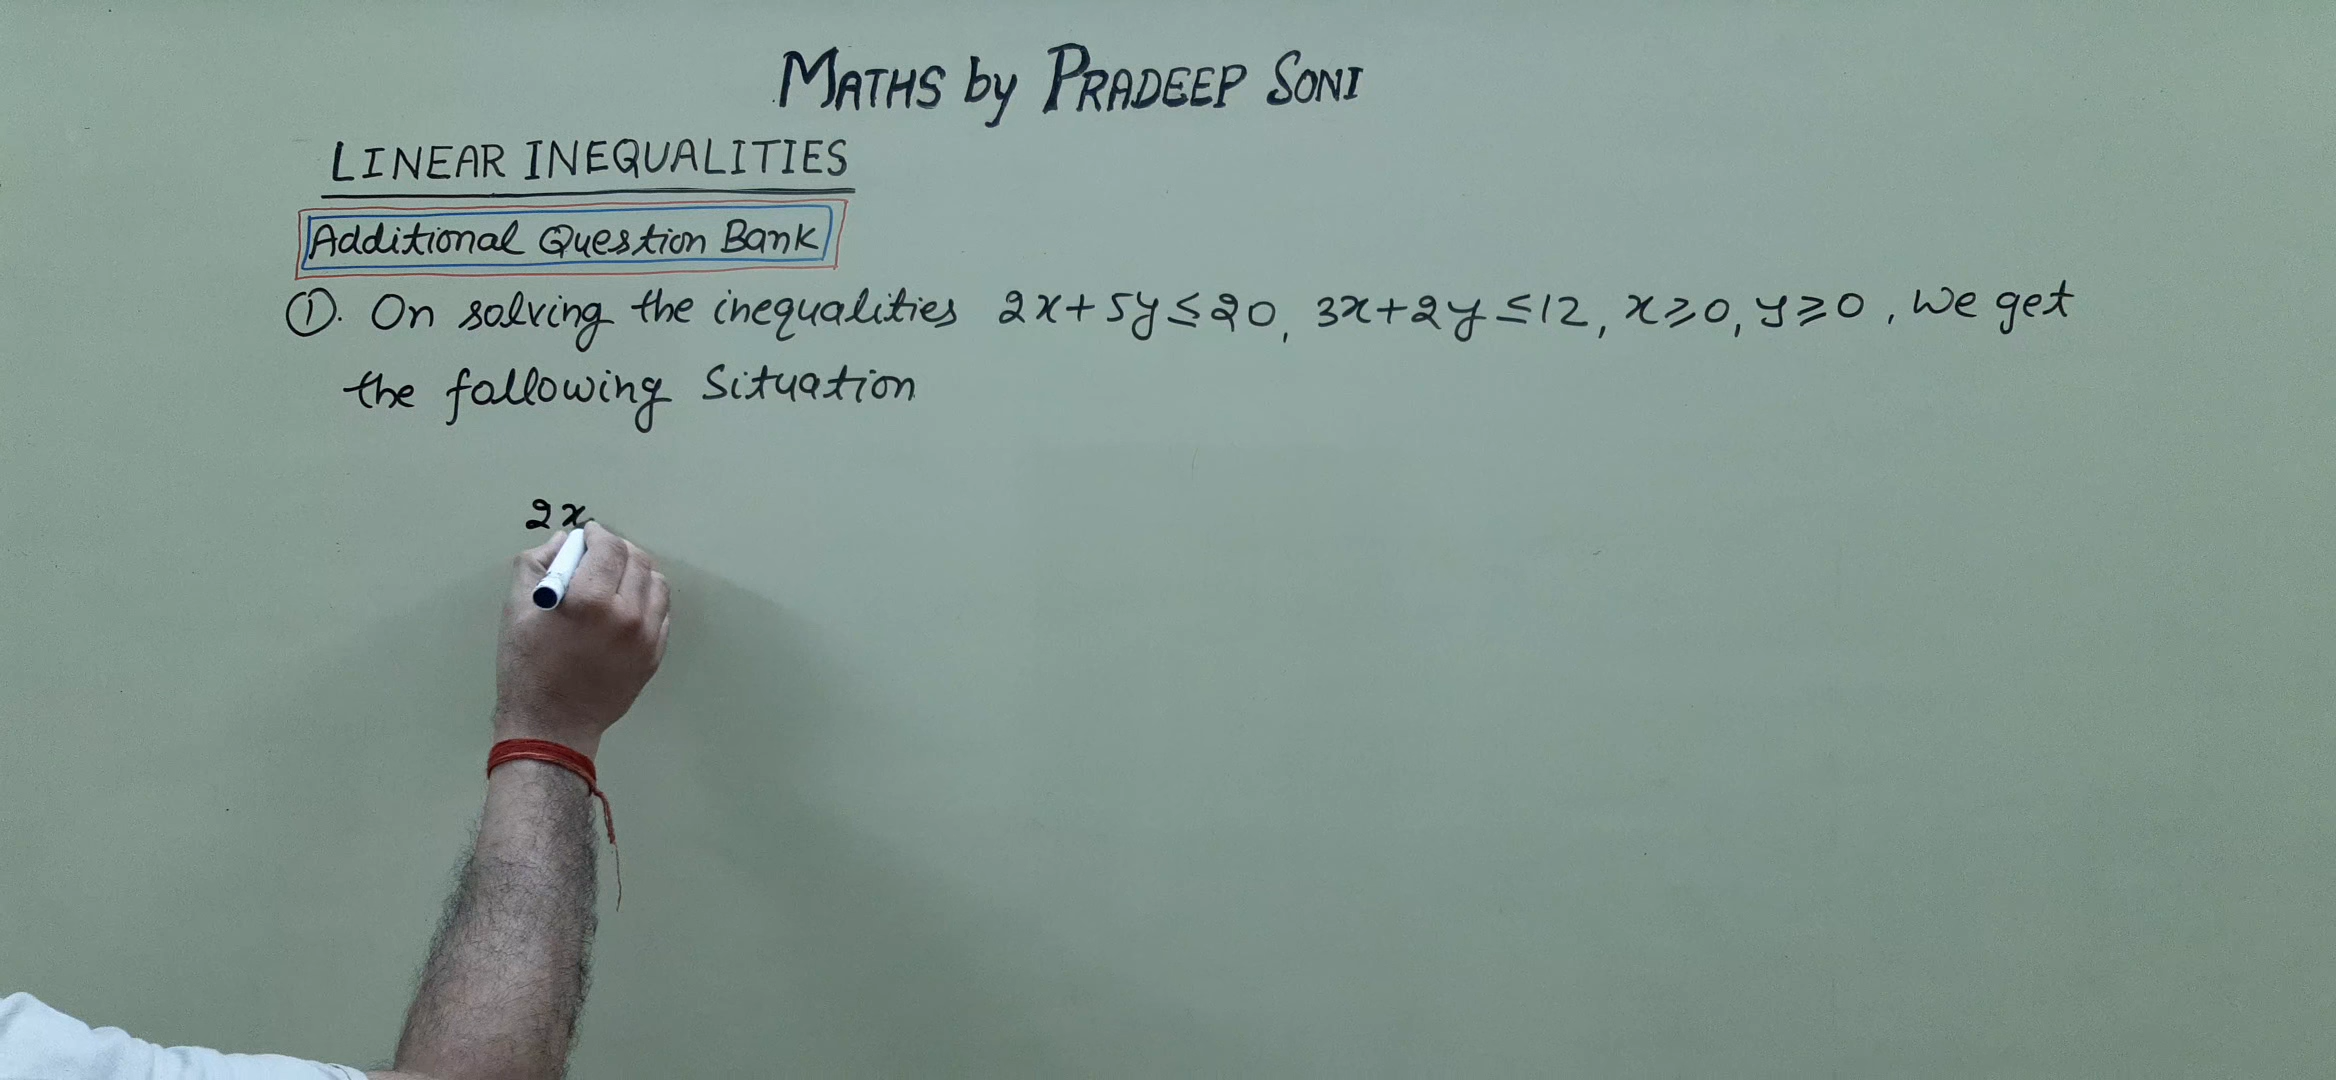 MATHS by PRADEEP SONI
LINEAR INEQUALITIES
Additional Question Bank
①. On solving the inequalities 2x+5y≤20, 3x+2y≤12, x≥0, y≥0, we get
the following Situation
2x